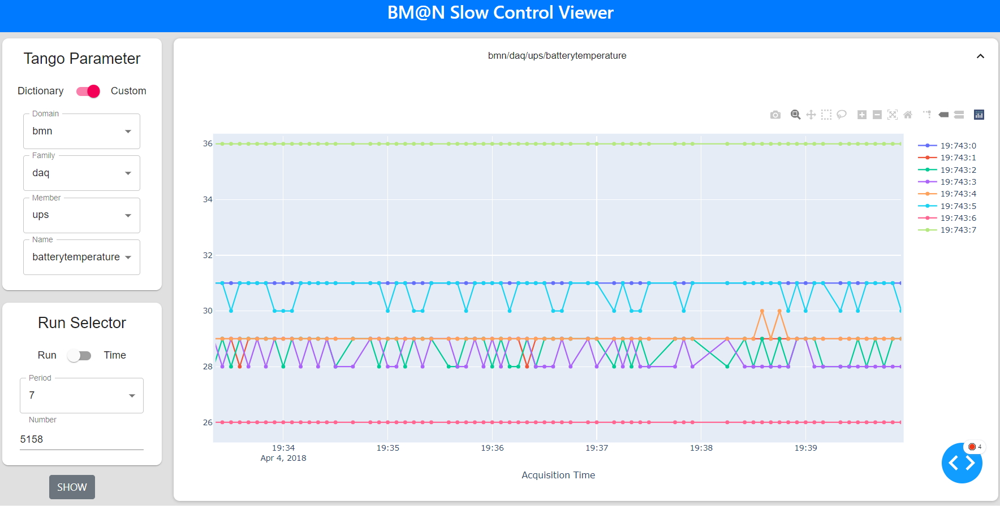 BM@N Slow Control Viewer
Tango Parameter
Dictionary Custom
Domain
bmn
Family
daq
Member
ups
Name
batterytemperature
Run Selector
Run Time
Period
7
Number
5158
SHOW
bmn/daq/ups/batterytemperature
36
34
32
30
28
26
19:34
Apr 4, 2018
19:35
19:36
19:37
19:38
19:39
Acquisition Time
19:743:0
19:743:1
19:743:2
19:743:3
19:743:4
19:743:5
19:743:6
19:743:7
4